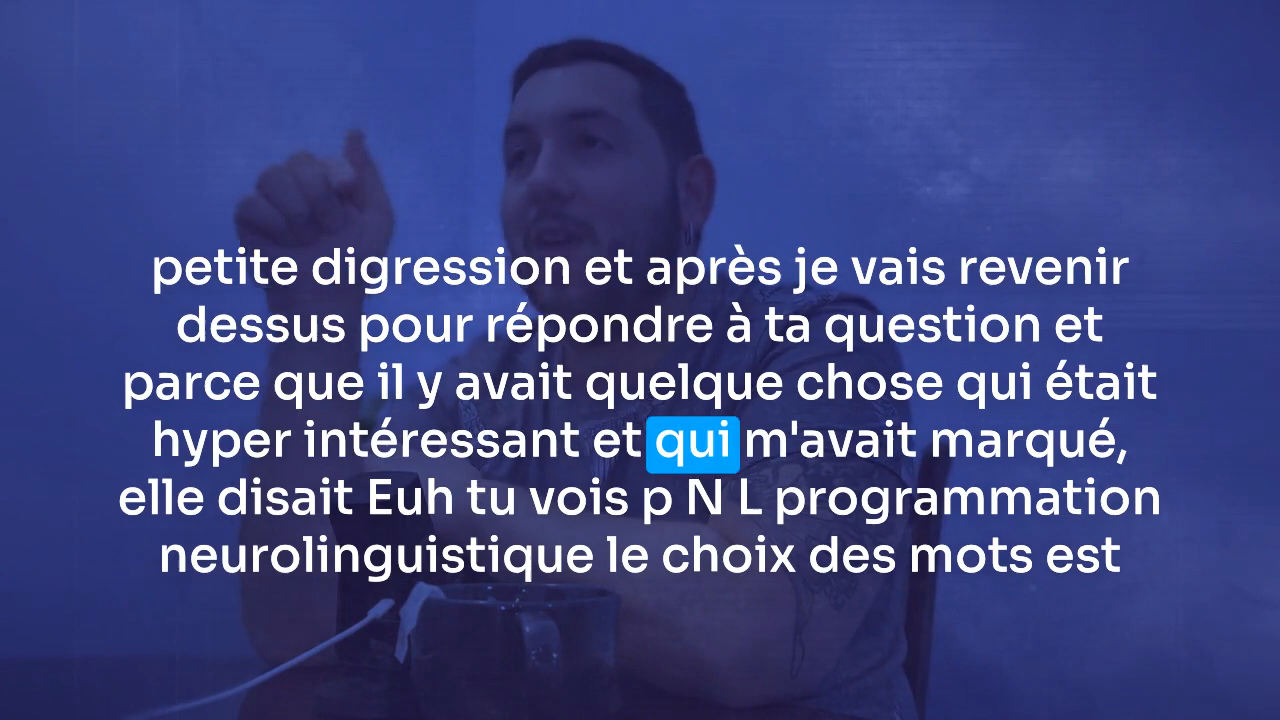 petite digression et après je vais revenir
dessus pour répondre à ta question et
parce que il y avait quelque chose qui était
hyper intéressant et qui m'avait marqué,
elle disait Euh tu vois p N L programmation
neurolinguistique le choix des mots est